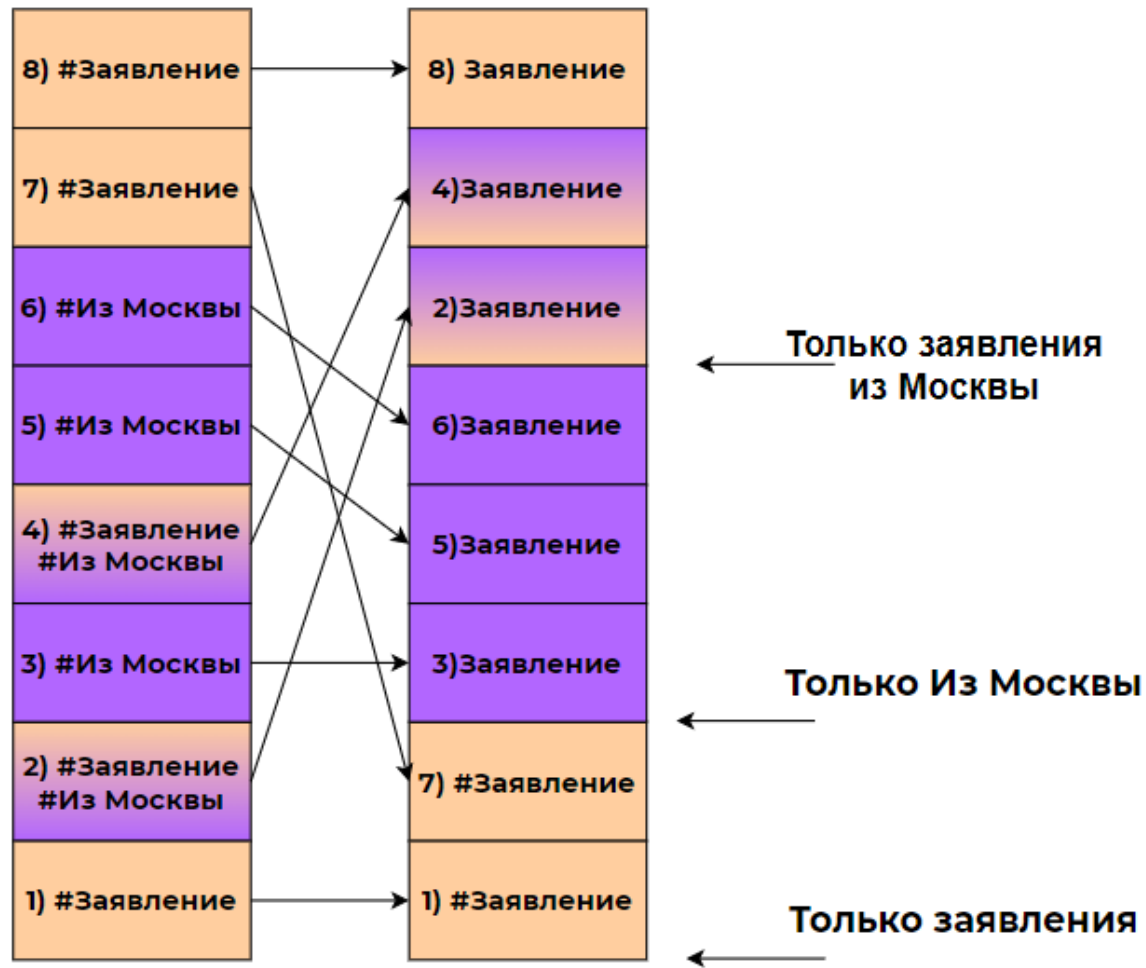 8) #Заявление
7) #Заявление
6) #Из Москвы
5) #Из Москвы
4) #Заявление
#Из Москвы
3) #Из Москвы
2) #Заявление
#Из Москвы
1) #Заявление
8) Заявление
4)Заявление
2)Заявление
6)Заявление
5)Заявление
3)Заявление
7) #Заявление
1) #Заявление
Только заявления
из Москвы
Только Из Москвы
Только заявления